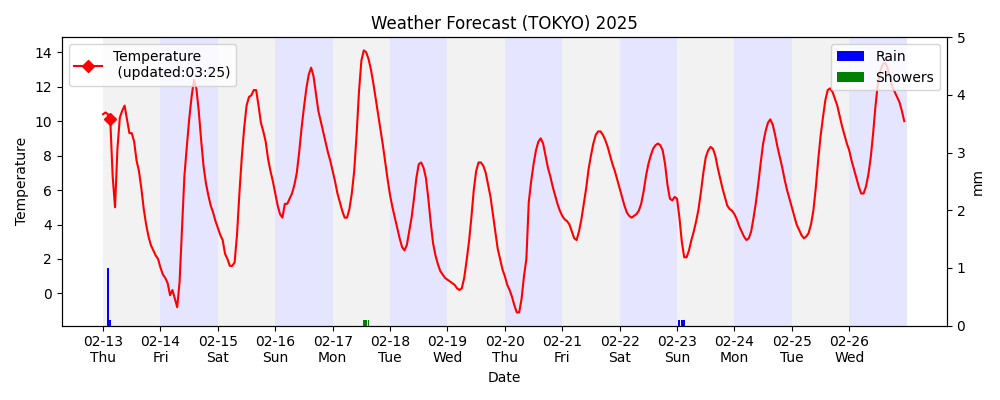 Weather Forecast (TOKYO) 2025
Temperature
(updated:03:25)
Rain
Showers
14
12
10
8
6
4
2
0
Temperature
5
4
3
2
1
0
mm
02-13 02-14 02-15 02-16 02-17 02-18 02-19 02-20 02-21 02-22 02-23 02-24 02-25 02-26
Thu Fri Sat Sun Mon Tue Wed Thu Fri Sat Sun Mon Tue Wed
Date